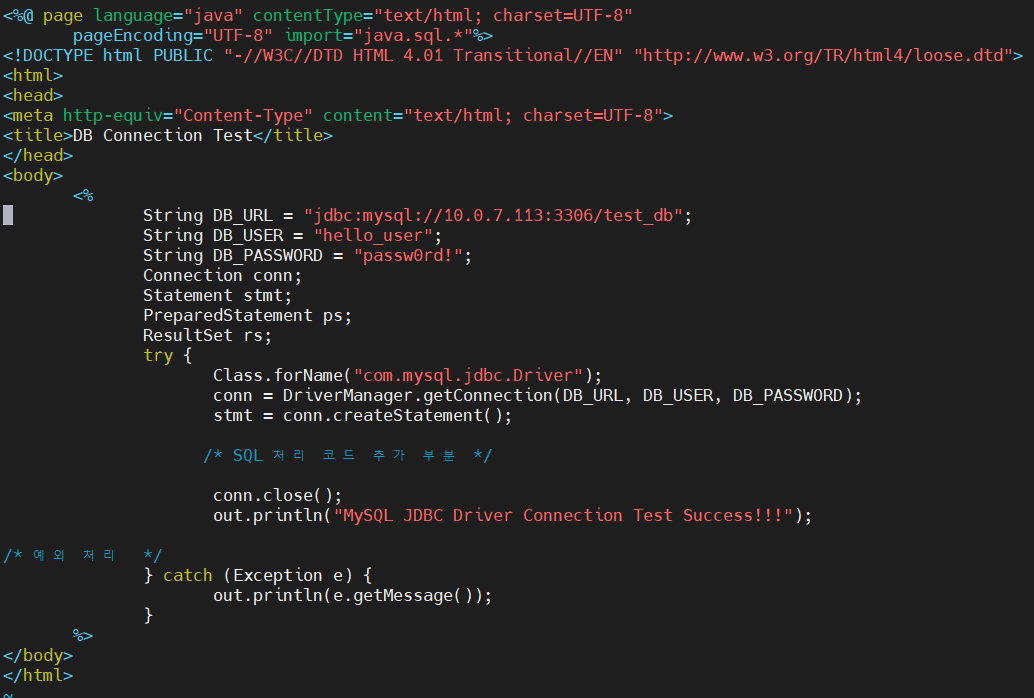 <%@ page language="java" contentType="text/html; charset=UTF-8"
pageEncoding="UTF-8" import="java.sql.*"%>
<!DOCTYPE html PUBLIC "-//W3C//DTD HTML 4.01 Transitional//EN" "http://www.w3.org/TR/html4/loose.dtd">
<html>
<head>
<meta http-equiv="Content-Type" content="text/html; charset=UTF-8">
<title>DB Connection Test</title>
</head>
<body>
<%
String DB_URL = "jdbc:mysql://10.0.7.113:3306/test_db";
String DB_USER = "hello_user";
String DB_PASSWORD = "passw0rd!";
Connection conn;
Statement stmt;
PreparedStatement ps;
ResultSet rs;
try {
Class.forName("com.mysql.jdbc.Driver");
conn = DriverManager.getConnection(DB_URL, DB_USER, DB_PASSWORD);
stmt = conn.createStatement();
/* SQL 처리 코드 추가 부분 */
conn.close();
out.println("MySQL JDBC Driver Connection Test Success!!!");
/* 예외 처리 */
} catch (Exception e) {
out.println(e.getMessage());
}
%>
</body>
</html>
~